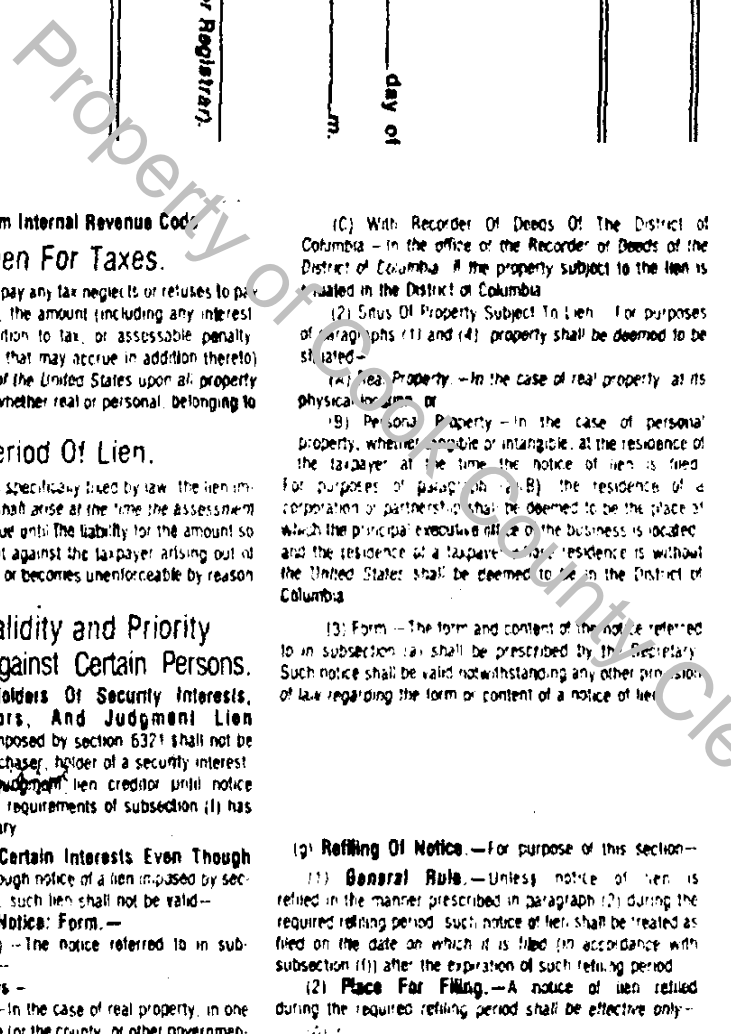 r Registrar).
m.
day of
Property of Cook County Cle
m Internal Revenue Code
en For Taxes.
pay any tax neglects or refuses to pay
, the amount (including any interest
tion to tax, or assessable penalty
that may accrue in addition thereto)
of the United States upon all property
whether real or personal, belonging to
eriod Of Lien.
specifically fixed by law, the lien im-
shall arise at the time the assessment
ue until The liability for the amount so
t against the taxpayer arising out of
or becomes unenforceable by reason
alidity and Priority
gainst Certain Persons.
olders Of Security Interests,
ors, And Judgment Lien
mposed by section 6321 shall not be
chaser, holder of a security interest
judgment lien creditor until notice
requirements of subsection (f) has
ary
Certain Interests Even Though
ough notice of a lien imposed by sec-
, such lien shall not be valid--
Notice: Form.—
) --The notice referred to in sub-
--
rs –
–In the case of real property, in one
e (or the county, or other governmen-
(C) With Recorder Of Deeds Of The District of
Columbia – In the office of the Recorder of Deeds of the
District of Columbia if the property subject to the lien is
situated in the District of Columbia
(2) Situs Of Property Subject To Lien For purposes
of paragraphs (1) and (4) property shall be deemed to be
situated–
(A) Real Property. –In the case of real property at its
physical location or
(B) Personal Property –In the case of personal
property, whether tangible or intangible, at the residence of
the taxpayer at the time the notice of lien is filed
For purposes of paragraph (2)(B) the residence of a
corporation or partnership shall be deemed to be the place at
which the principal executive office of the business is located
and the residence of a taxpayer whose residence is without
the United States shall be deemed to be in the District of
Columbia
(3) Form –The form and content of the notice referred
to in subsection (a) shall be prescribed by the Secretary
Such notice shall be valid notwithstanding any other provision
of law regarding the form or content of a notice of lien
(g) Refiling Of Notice.—For purpose of this section--
(1) General Rule.—Unless notice of lien is
refiled in the manner prescribed in paragraph (2) during the
required refiling period such notice of lien shall be treated as
filed on the date on which it is filed (in accordance with
subsection (f)) after the expiration of such refiling period
(2) Place For Filing.—A notice of lien refiled
during the required refiling period shall be effective only–